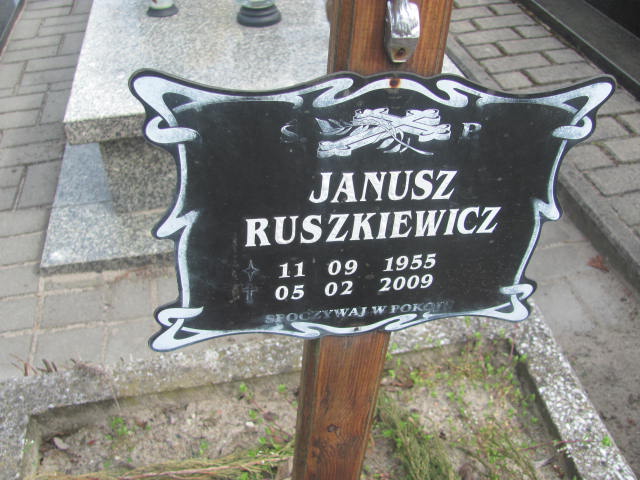 Ś P
JANUSZ
RUSZKIEWICZ
11 09 1955
05 02 2009
SPOCZYWAJ W POKOJU